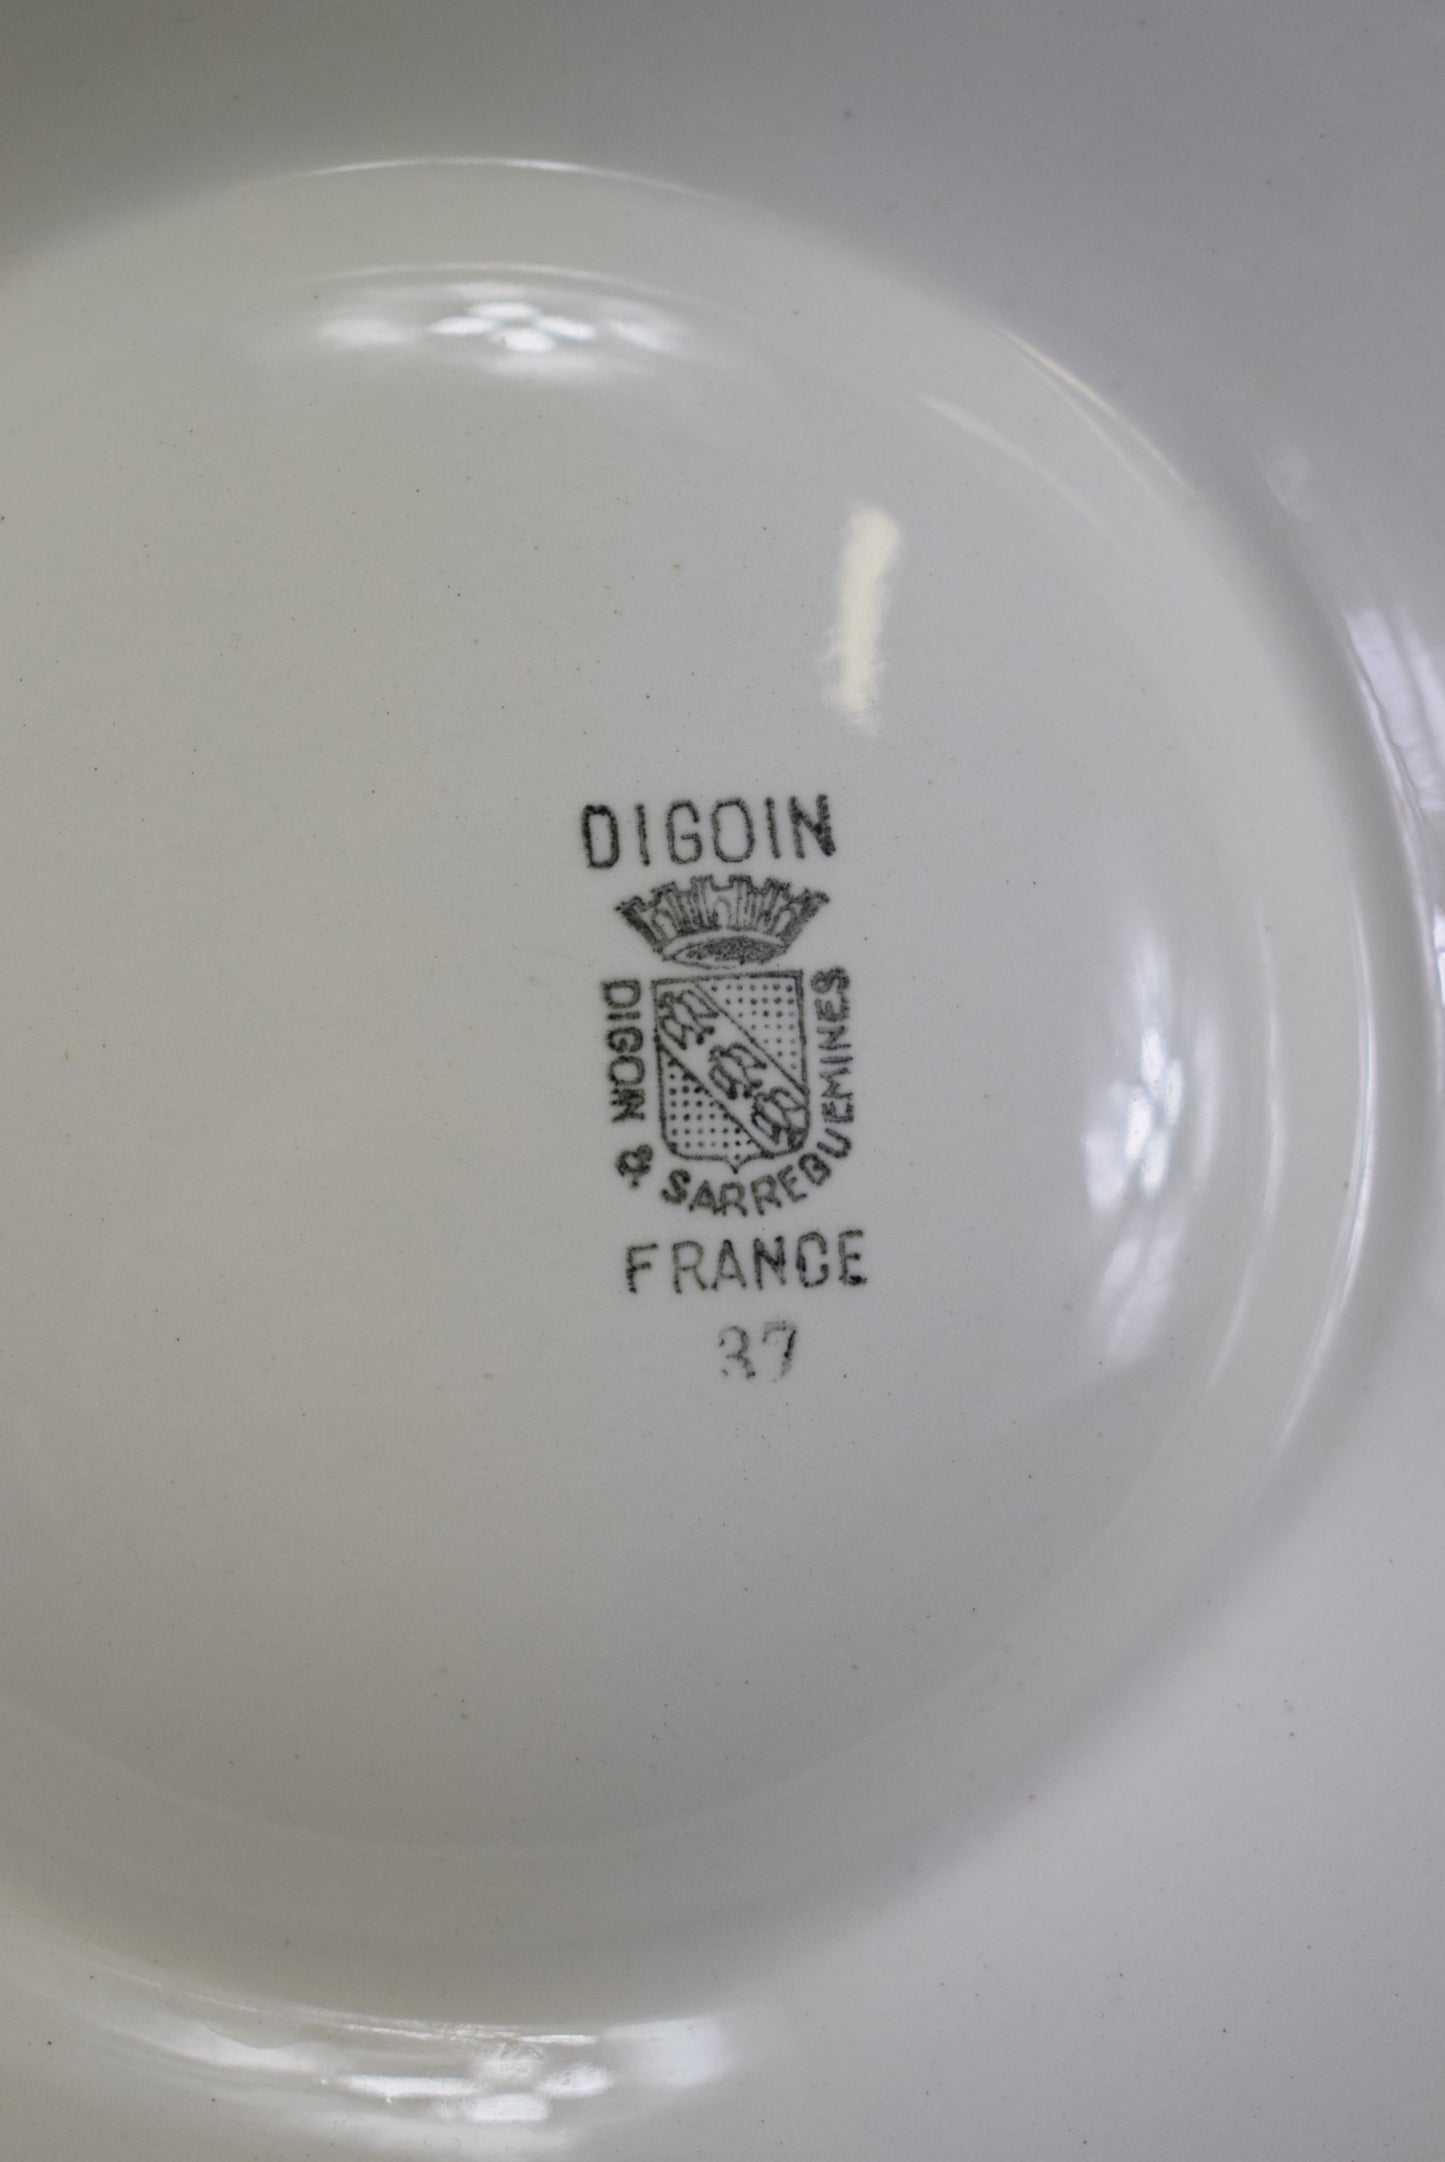 DIGOIN
DIGOIN & SARREGUEMINES
FRANCE
37